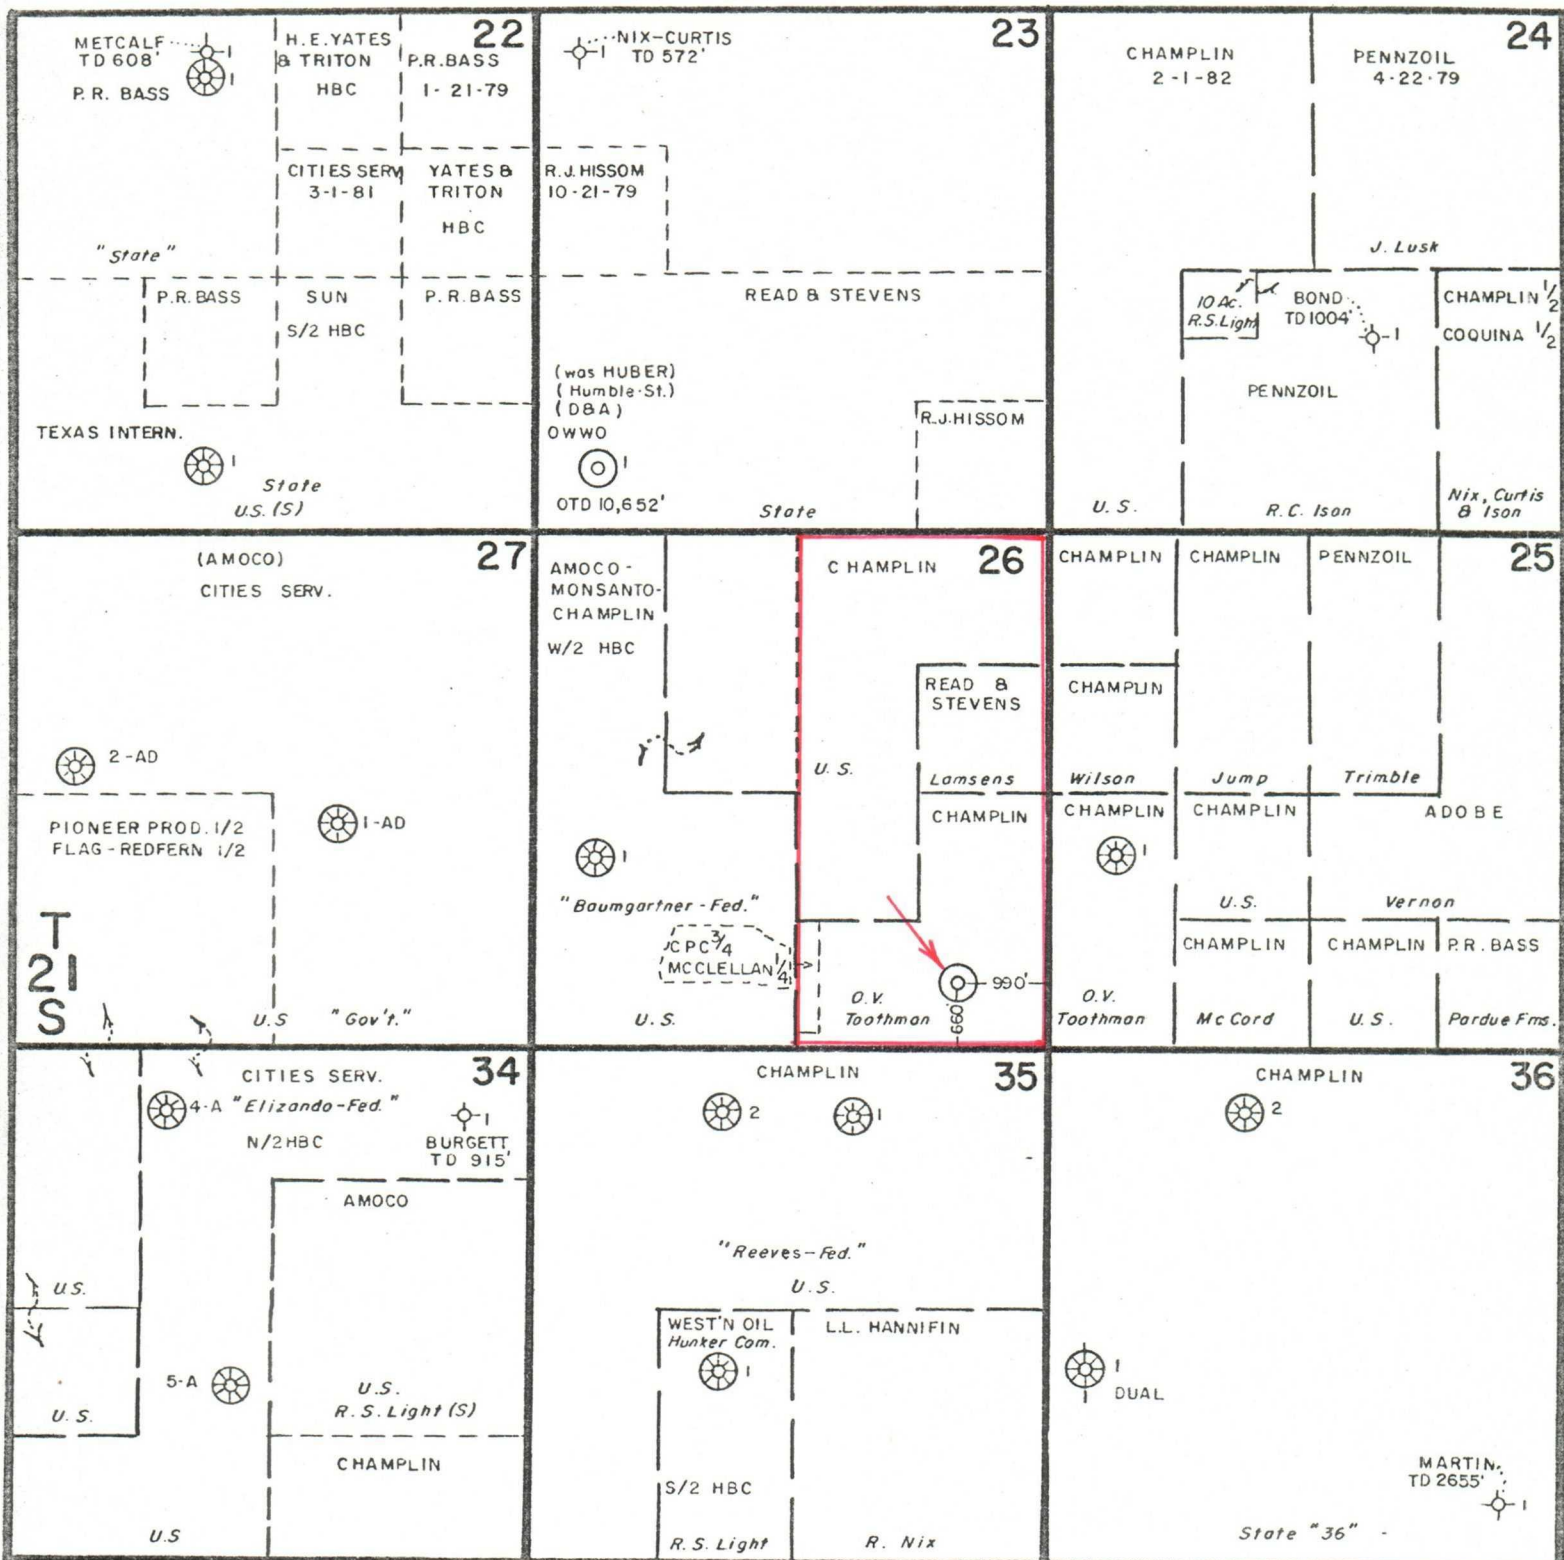 22
METCALF
TD 608'
1
1
P. R. BASS
H.E. YATES
& TRITON
HBC
P.R. BASS
1-21-79
CITIES SERV
3-1-81
YATES &
TRITON
HBC
"State"
P.R. BASS
SUN
S/2 HBC
P.R. BASS
TEXAS INTERN.
1
State
U.S. (S)
23
1
NIX-CURTIS
TD 572'
R.J. HISSOM
10-21-79
READ & STEVENS
(was HUBER)
(Humble-St.)
(D&A)
OWWO
1
OTD 10,652'
State
R.J. HISSOM
24
CHAMPLIN
2-1-82
PENNZOIL
4-22-79
J. Lusk
10 Ac.
R.S. Light
BOND
TD 1004'
1
CHAMPLIN 1/2
COQUINA 1/2
PENNZOIL
U.S.
R.C. Ison
Nix, Curtis
& Ison
27
(AMOCO)
CITIES SERV.
2-AD
1-AD
PIONEER PROD. 1/2
FLAG-REDFERN 1/2
T
21
S
U.S
"Gov't."
26
AMOCO-
MONSANTO-
CHAMPLIN
W/2 HBC
CHAMPLIN
READ &
STEVENS
U.S.
Lamsens
CHAMPLIN
1
"Baumgartner-Fed."
CPC 3/4
MCCLELLAN 1/4
U.S.
O.V.
Toothman
990'
660'
25
CHAMPLIN
CHAMPLIN
PENNZOIL
CHAMPLIN
Wilson
Jump
Trimble
CHAMPLIN
CHAMPLIN
ADOBE
1
U.S.
Vernon
CHAMPLIN
CHAMPLIN
P.R. BASS
O.V.
Toothman
McCord
U.S.
Pardue Fms.
34
CITIES SERV.
4-A "Elizando-Fed."
N/2 HBC
1
BURGETT
TD 915'
AMOCO
U.S.
5-A
U.S.
U.S.
R.S. Light (S)
CHAMPLIN
U.S
35
CHAMPLIN
2
1
"Reeves-Fed."
U.S.
WEST'N OIL
Hunker Com.
1
L.L. HANNIFIN
S/2 HBC
R.S. Light
R. Nix
36
CHAMPLIN
2
1
DUAL
MARTIN
TD 2655'
1
State "36"